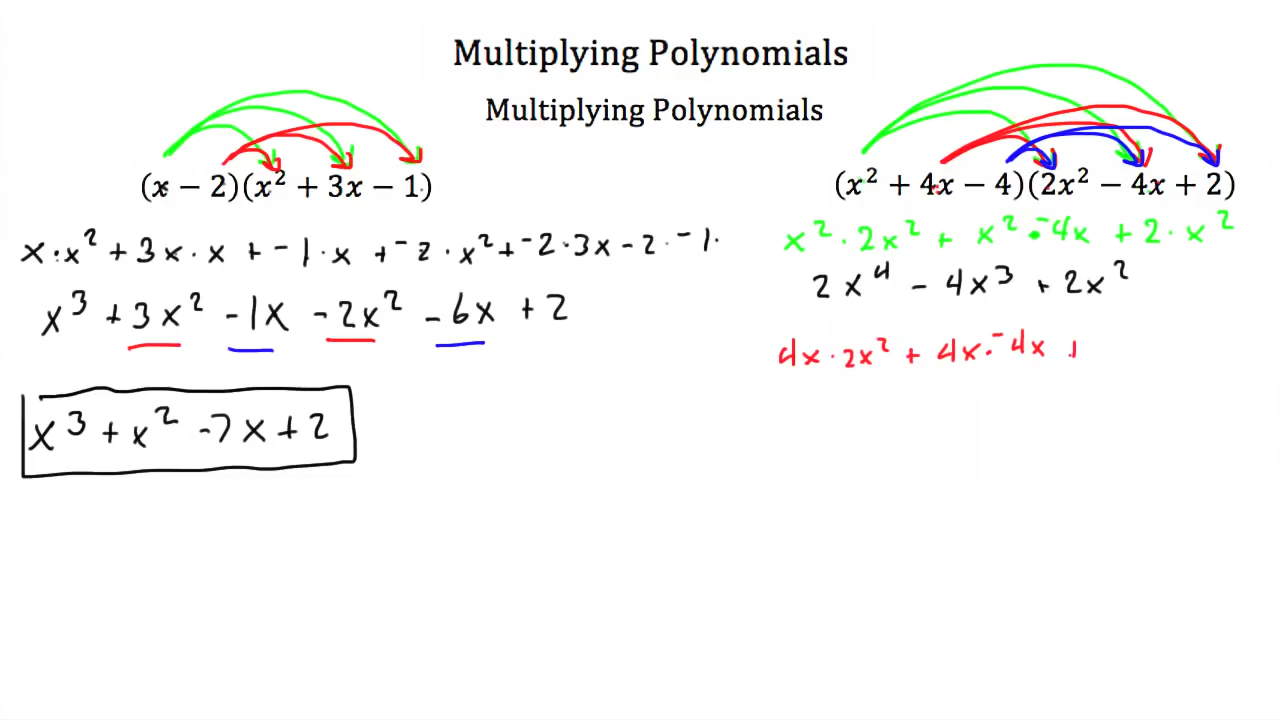 Multiplying Polynomials
Multiplying Polynomials
(x − 2)(x² + 3x − 1)
x·x² + 3x·x + -1·x + -2·x² + -2·3x - 2·-1·
x³ + 3x² - 1x - 2x² - 6x + 2
x³ + x² - 7x + 2
(x² + 4x − 4)(2x² − 4x + 2)
x²·2x² + x²·-4x + 2·x²
2x⁴ - 4x³ + 2x²
4x·2x² + 4x·-4x